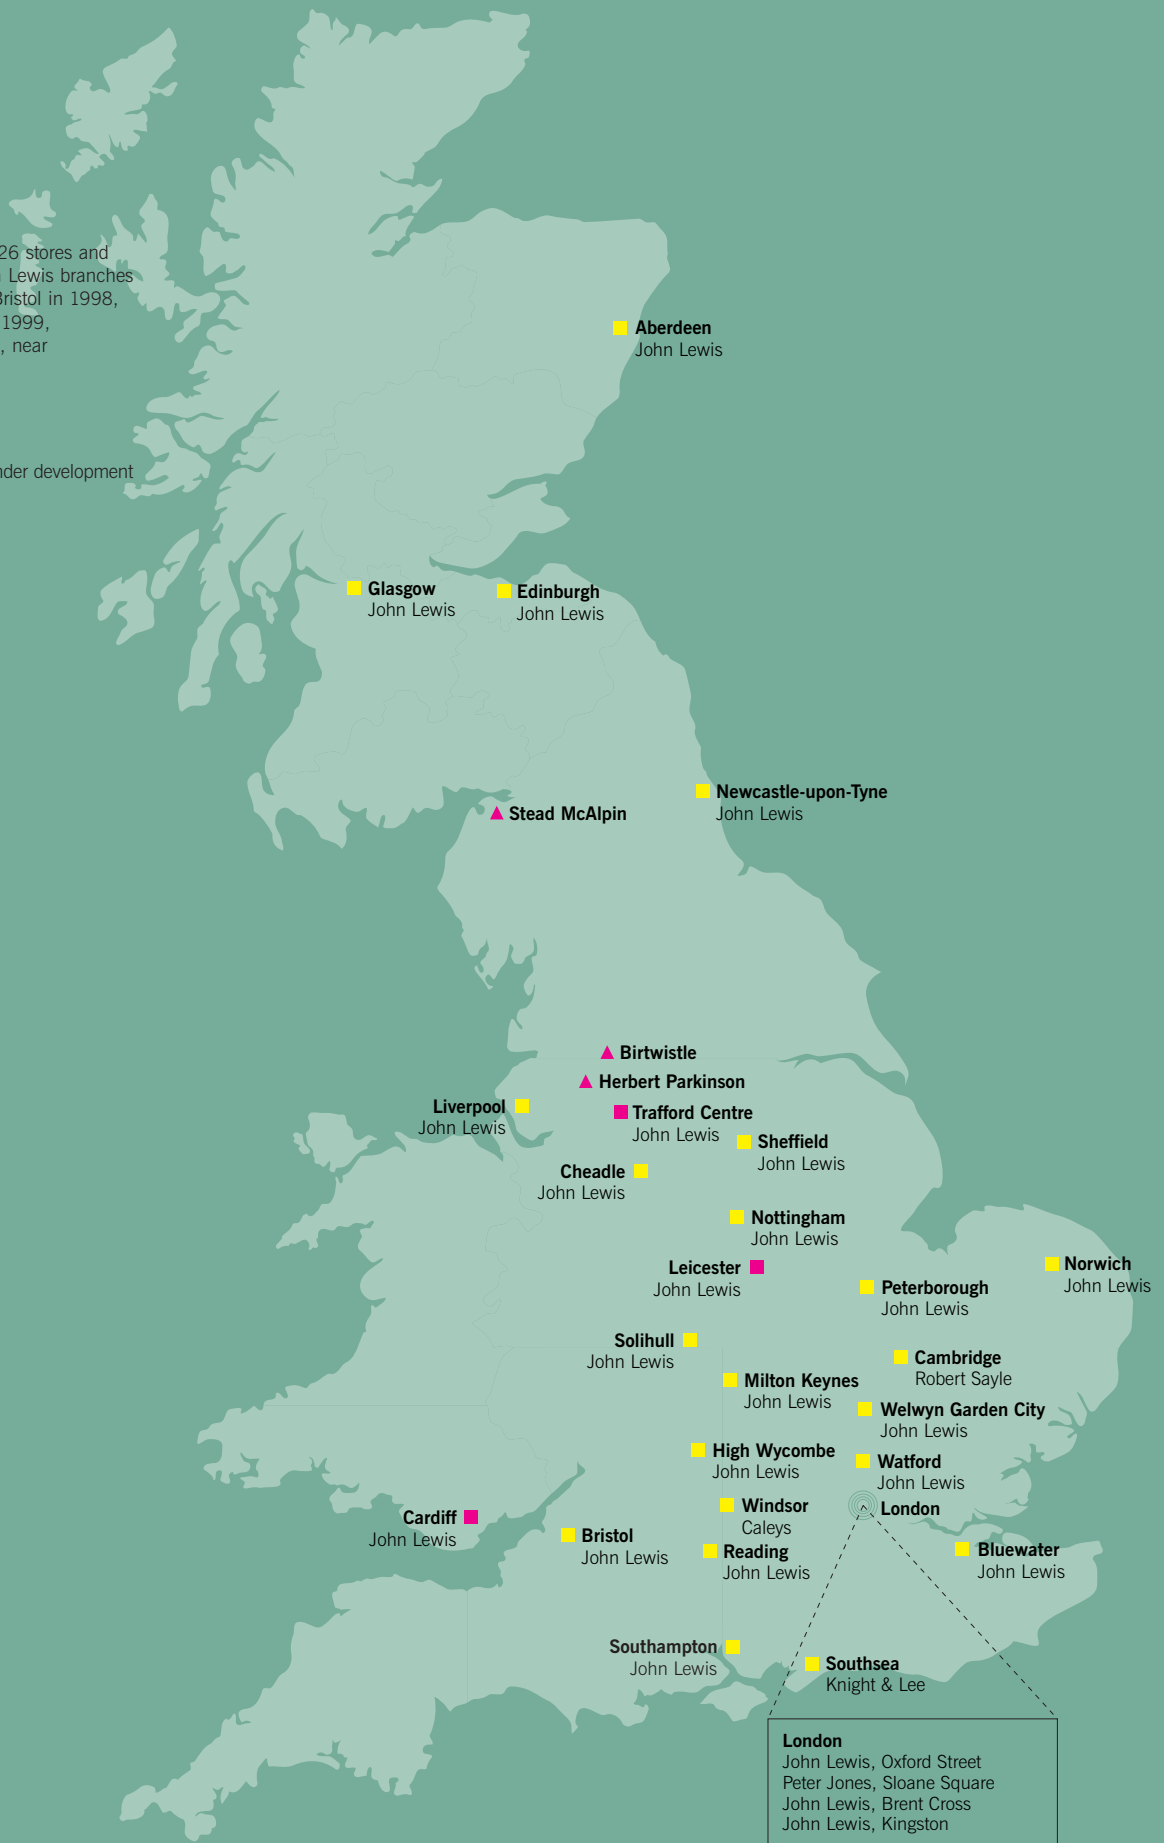 26 stores and
Lewis branches
Bristol in 1998,
1999,
, near
nder development
Aberdeen
John Lewis
Glasgow
John Lewis
Edinburgh
John Lewis
Newcastle-upon-Tyne
John Lewis
Stead McAlpin
Birtwistle
Herbert Parkinson
Liverpool
John Lewis
Trafford Centre
John Lewis
Sheffield
John Lewis
Cheadle
John Lewis
Nottingham
John Lewis
Leicester
John Lewis
Norwich
John Lewis
Peterborough
John Lewis
Solihull
John Lewis
Cambridge
Robert Sayle
Milton Keynes
John Lewis
Welwyn Garden City
John Lewis
High Wycombe
John Lewis
Watford
John Lewis
Windsor
Caleys
London
Cardiff
John Lewis
Bristol
John Lewis
Reading
John Lewis
Bluewater
John Lewis
Southampton
John Lewis
Southsea
Knight & Lee
London
John Lewis, Oxford Street
Peter Jones, Sloane Square
John Lewis, Brent Cross
John Lewis, Kingston